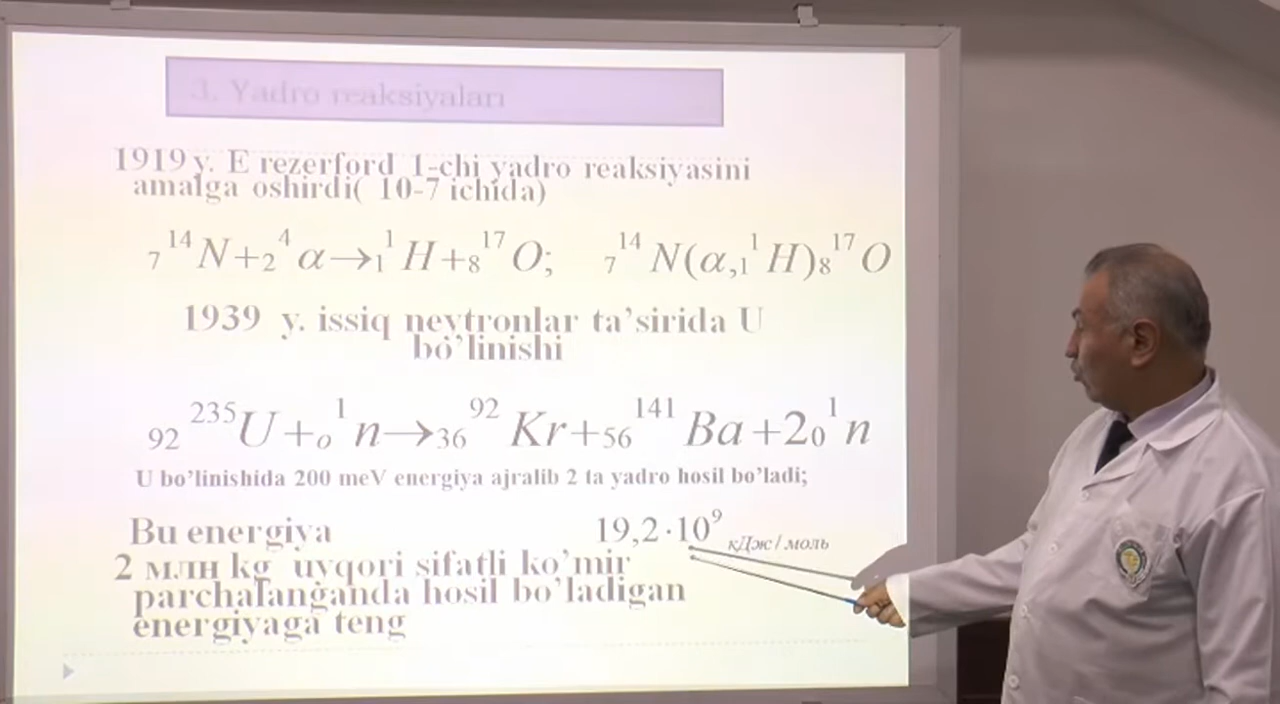 3. Yadro reaksiyaları
1919 y. E rezerford 1-chi yadro reaksiyasini
amalga oshirdi( 10-7 ichida)
₇¹⁴N+₂⁴α→₁¹H+₈¹⁷O; ₇¹⁴N(α,₁¹H)₈¹⁷O
1939 y. issiq neytronlar ta’sirida U
bo’linishi
₉₂²³⁵U+ₒ¹n→₃₆⁹²Kr+₅₆¹⁴¹Ba+2₀¹n
U bo’linishida 200 meV energiya ajralib 2 ta yadro hosil bo’ladi;
Bu energiya 19,2·10⁹ кДж/моль
2 млн kg uyqori sifatli ko’mir
parchalanganda hosil bo’ladigan
energiyaga teng